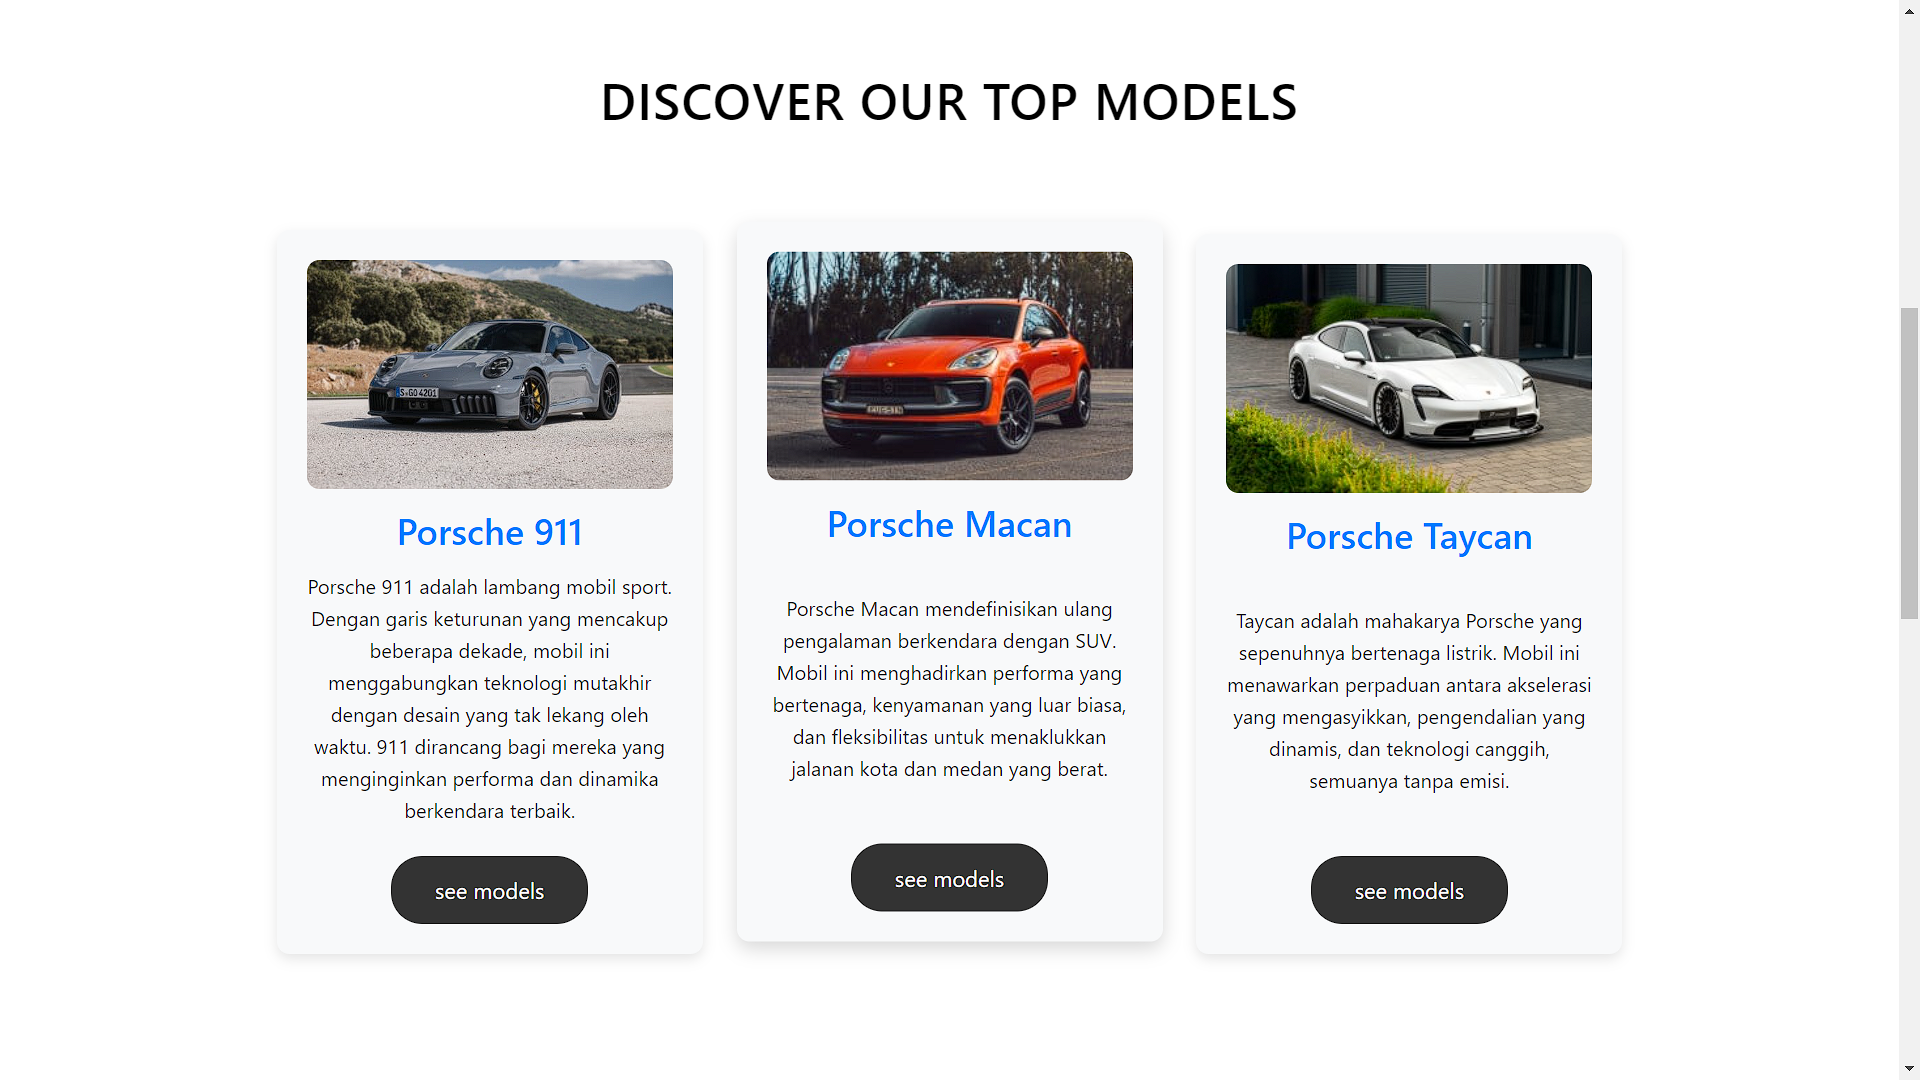 DISCOVER OUR TOP MODELS
S GO 4201
Porsche 911
Porsche 911 adalah lambang mobil sport.
Dengan garis keturunan yang mencakup
beberapa dekade, mobil ini
menggabungkan teknologi mutakhir
dengan desain yang tak lekang oleh
waktu. 911 dirancang bagi mereka yang
menginginkan performa dan dinamika
berkendara terbaik.
see models
Porsche Macan
Porsche Macan mendefinisikan ulang
pengalaman berkendara dengan SUV.
Mobil ini menghadirkan performa yang
bertenaga, kenyamanan yang luar biasa,
dan fleksibilitas untuk menaklukkan
jalanan kota dan medan yang berat.
see models
Porsche Taycan
Taycan adalah mahakarya Porsche yang
sepenuhnya bertenaga listrik. Mobil ini
menawarkan perpaduan antara akselerasi
yang mengasyikkan, pengendalian yang
dinamis, dan teknologi canggih,
semuanya tanpa emisi.
see models